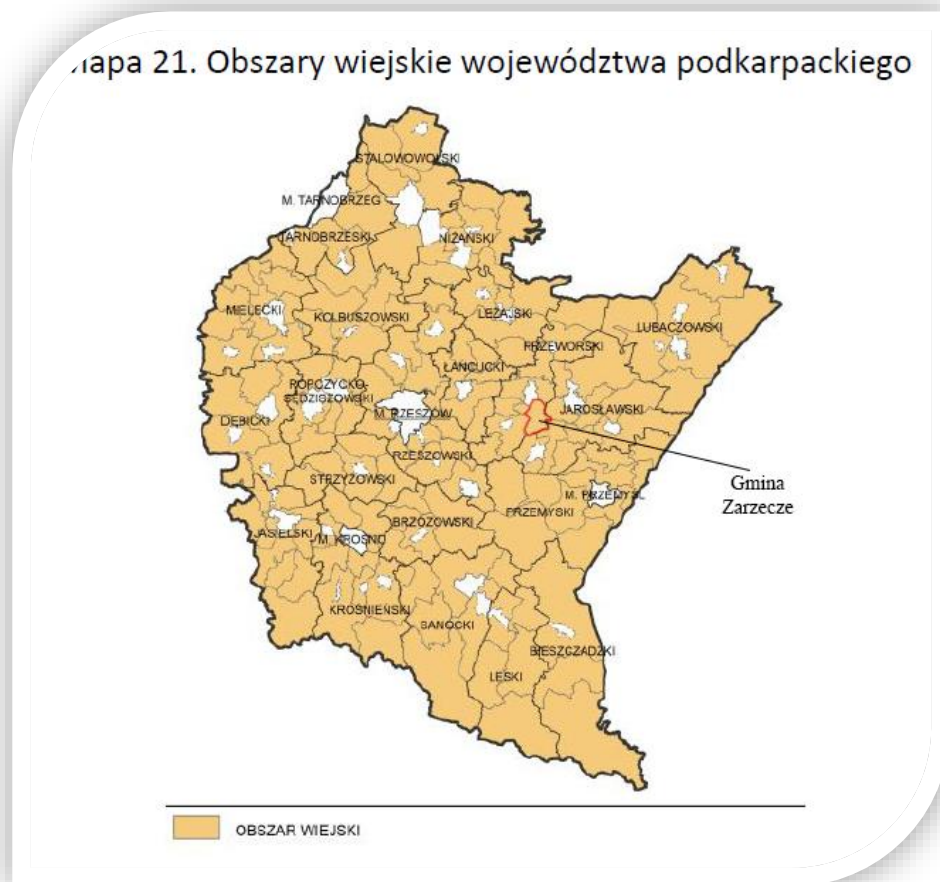 Mapa 21. Obszary wiejskie województwa podkarpackiego
STALOWOWOLSKI
M. TARNOBRZEG
TARNOBRZESKI
NIŻAŃSKI
MIELECKI
KOLBUSZOWSKI
LEŻAJSKI
LUBACZOWSKI
PRZEWORSKI
ŁAŃCUCKI
ROPCZYCKO-
SĘDZISZOWSKI
M. RZESZÓW
JAROSŁAWSKI
DĘBICKI
RZESZOWSKI
STRZYŻOWSKI
Gmina
Zarzecze
M. PRZEMYŚL
PRZEMYSKI
BRZOZOWSKI
JASIELSKI
M. KROSNO
KROŚNIEŃSKI
SANOCKI
BIESZCZADZKI
LESKI
OBSZAR WIEJSKI